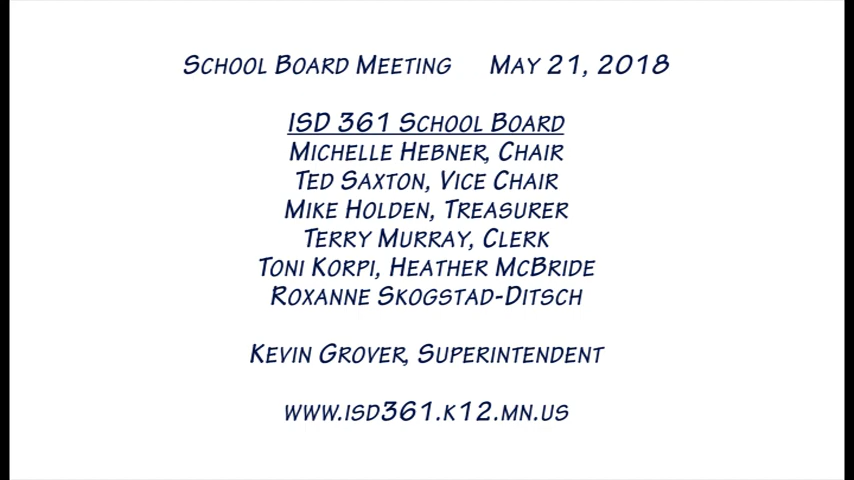 School Board Meeting May 21, 2018
ISD 361 School Board
Michelle Hebner, Chair
Ted Saxton, Vice Chair
Mike Holden, Treasurer
Terry Murray, Clerk
Toni Korpi, Heather McBride
Roxanne Skogstad-Ditsch
Kevin Grover, Superintendent
www.isd361.k12.mn.us